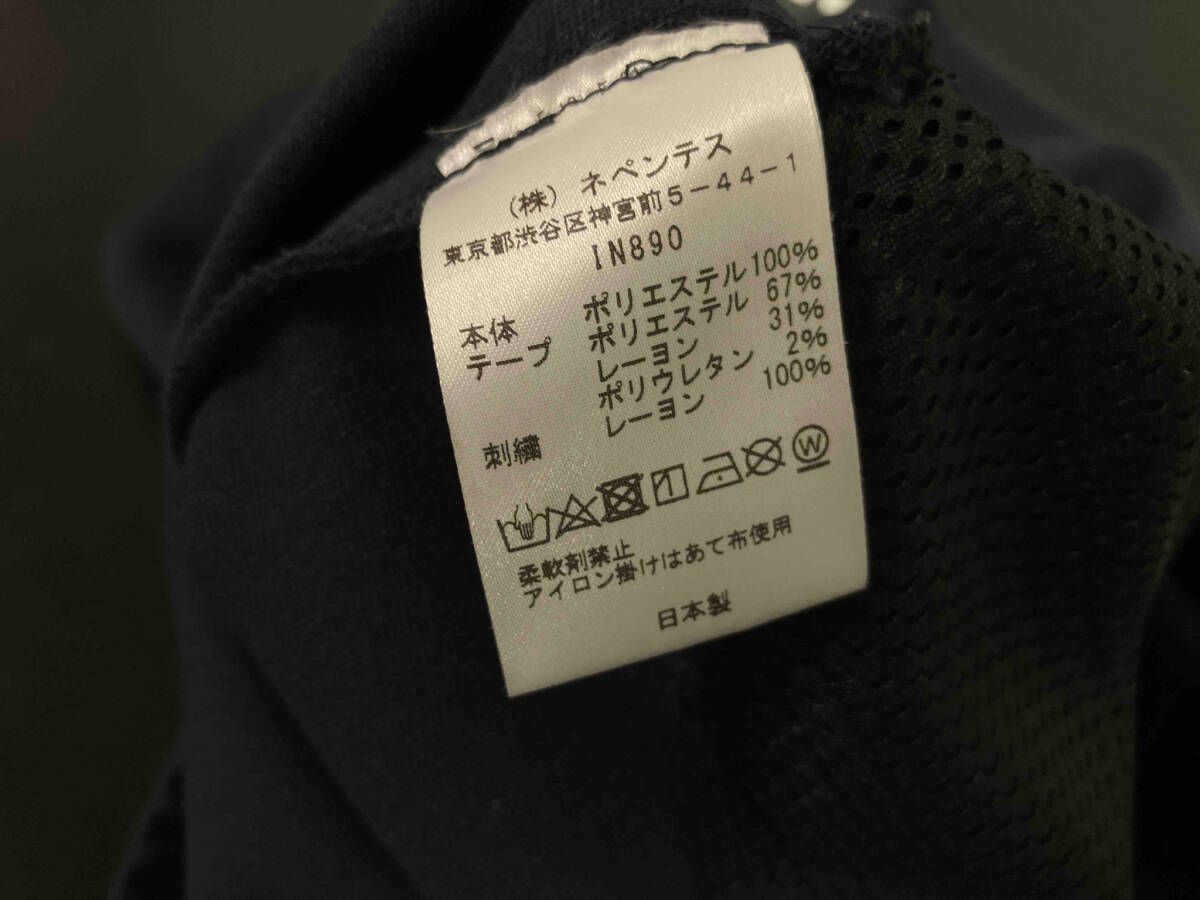 (株) ネペンテス
東京都渋谷区神宮前5-44-1
IN890
本体 ポリエステル 100%
テープ ポリエステル 67%
レーヨン 31%
ポリウレタン 2%
刺繍 レーヨン 100%
1 W
柔軟剤禁止
アイロン掛けはあて布使用
日本製